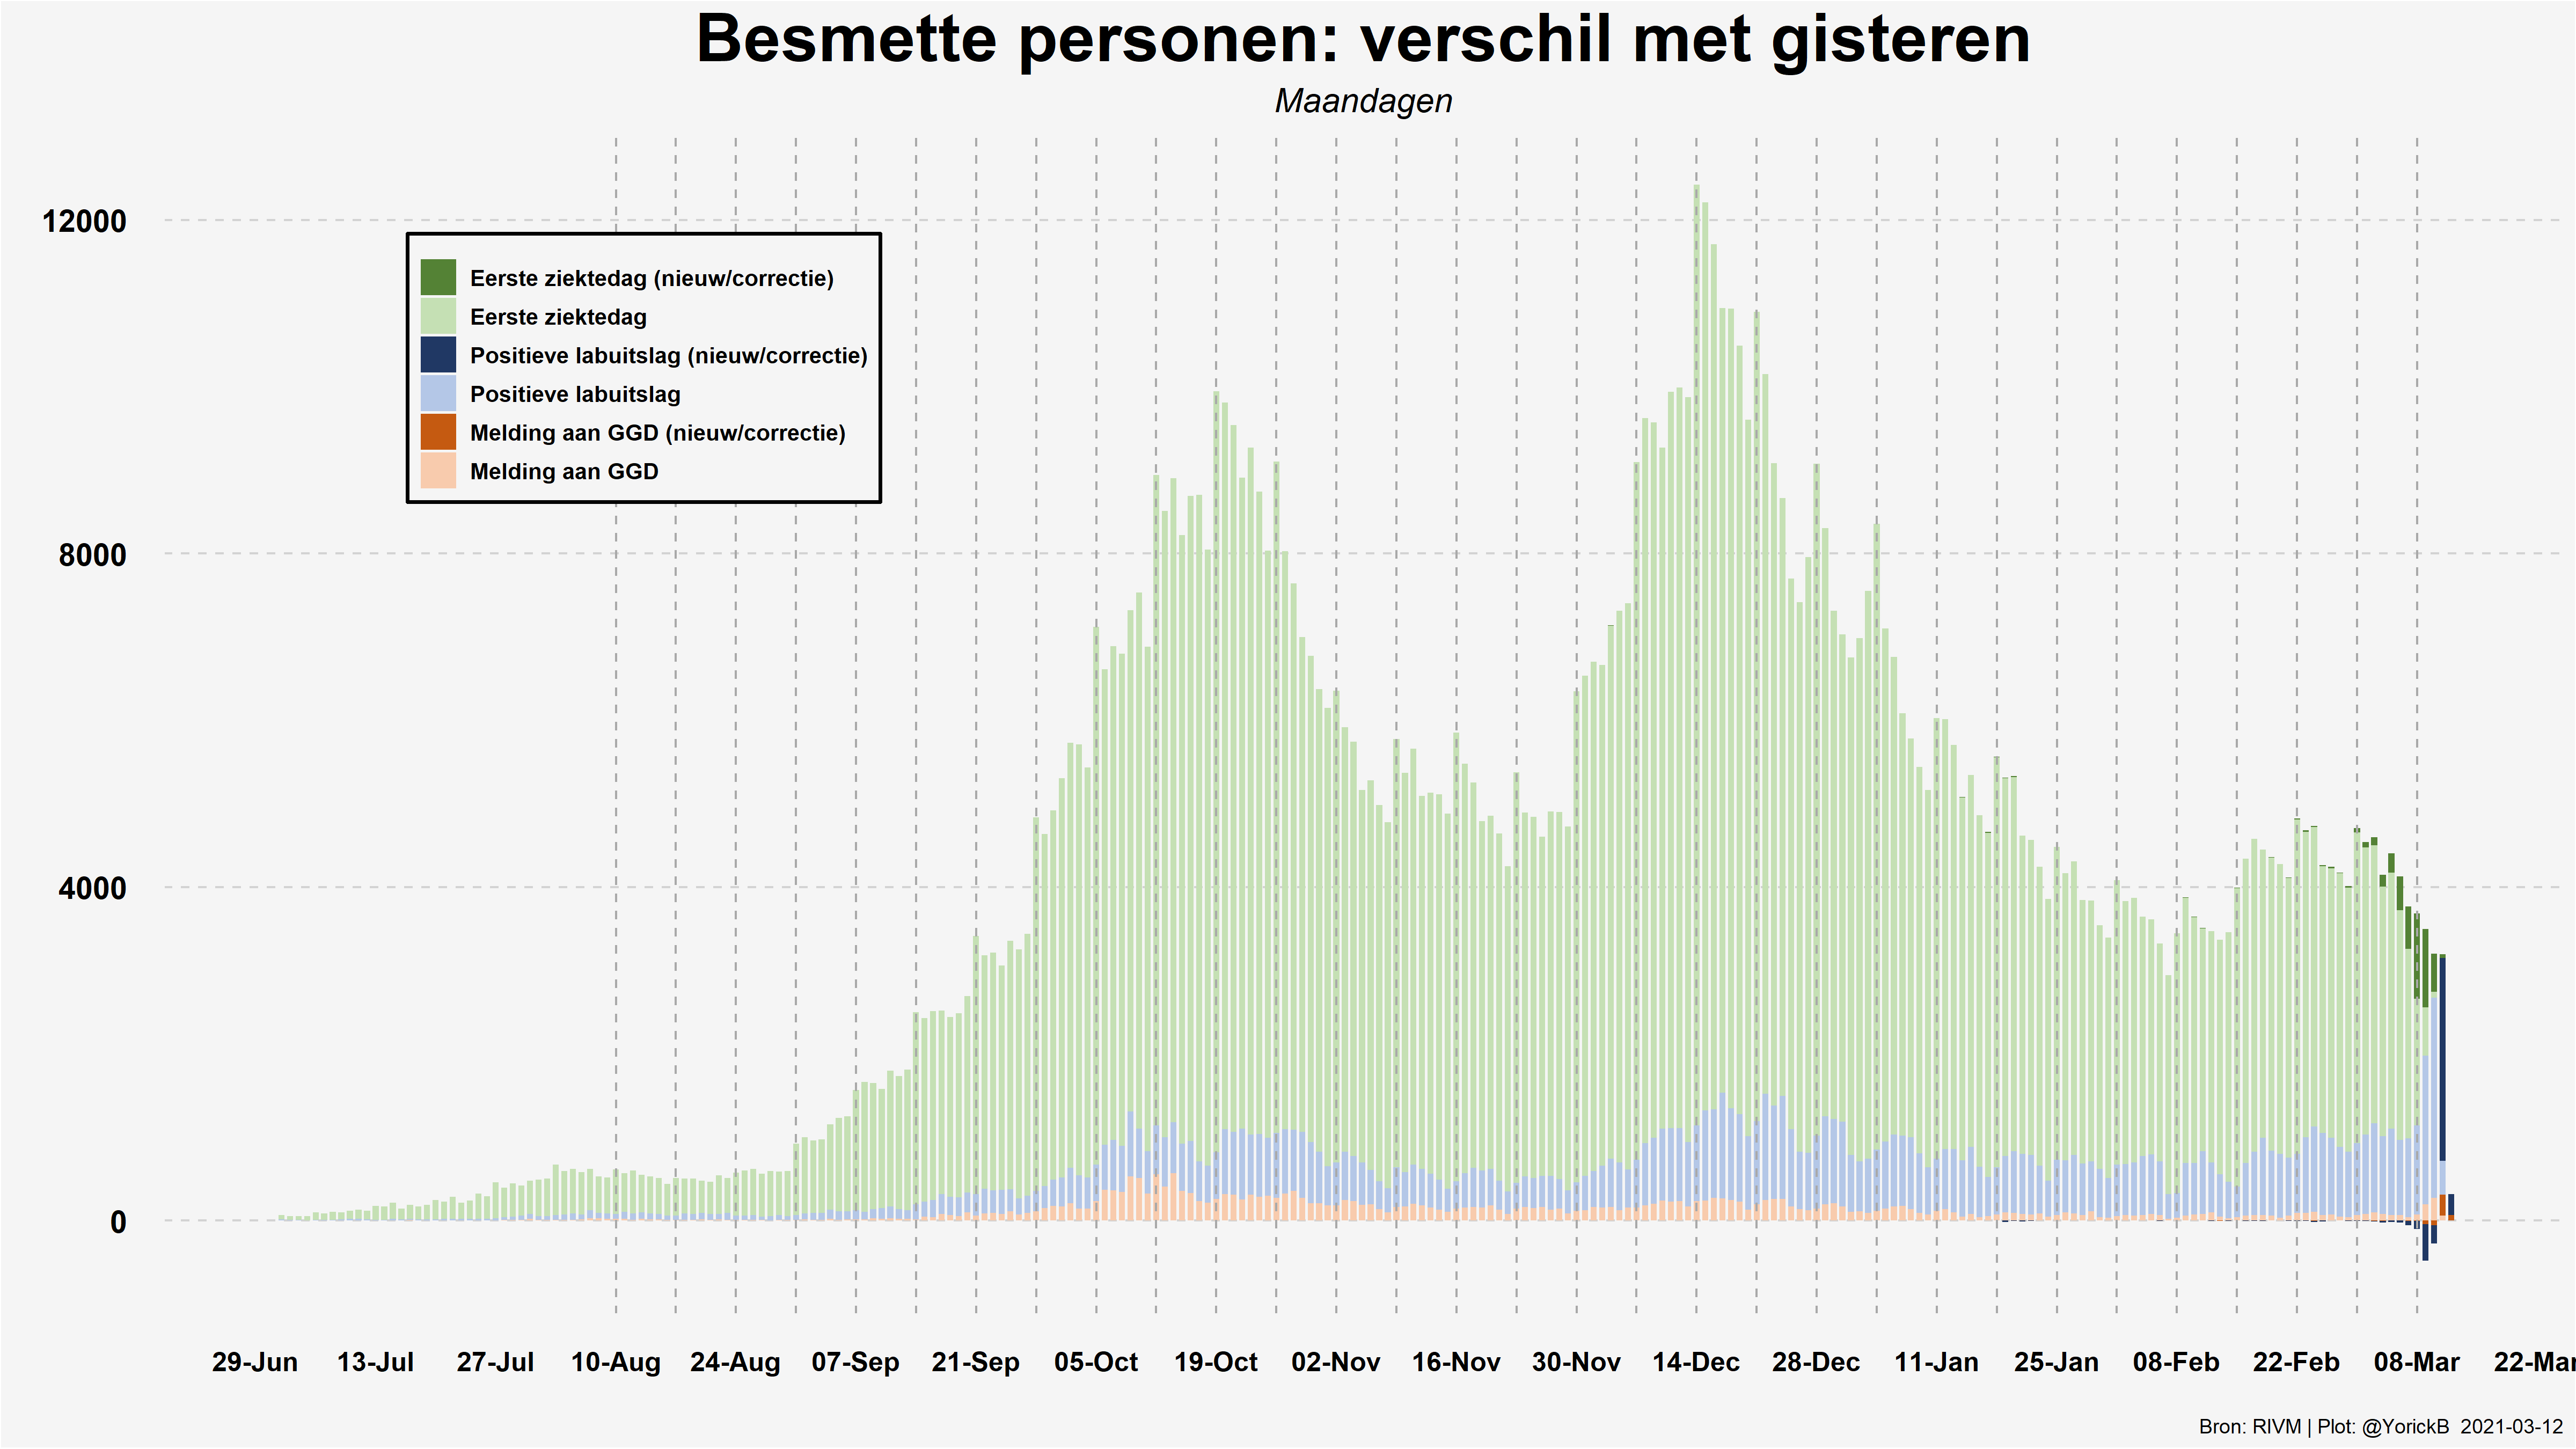 Besmette personen: verschil met gisteren
Maandagen
12000
8000
4000
0
Eerste ziektedag (nieuw/correctie)
Eerste ziektedag
Positieve labuitslag (nieuw/correctie)
Positieve labuitslag
Melding aan GGD (nieuw/correctie)
Melding aan GGD
29-Jun 13-Jul 27-Jul 10-Aug 24-Aug 07-Sep 21-Sep 05-Oct 19-Oct 02-Nov 16-Nov 30-Nov 14-Dec 28-Dec 11-Jan 25-Jan 08-Feb 22-Feb 08-Mar 22-Mar
Bron: RIVM | Plot: @YorickB 2021-03-12